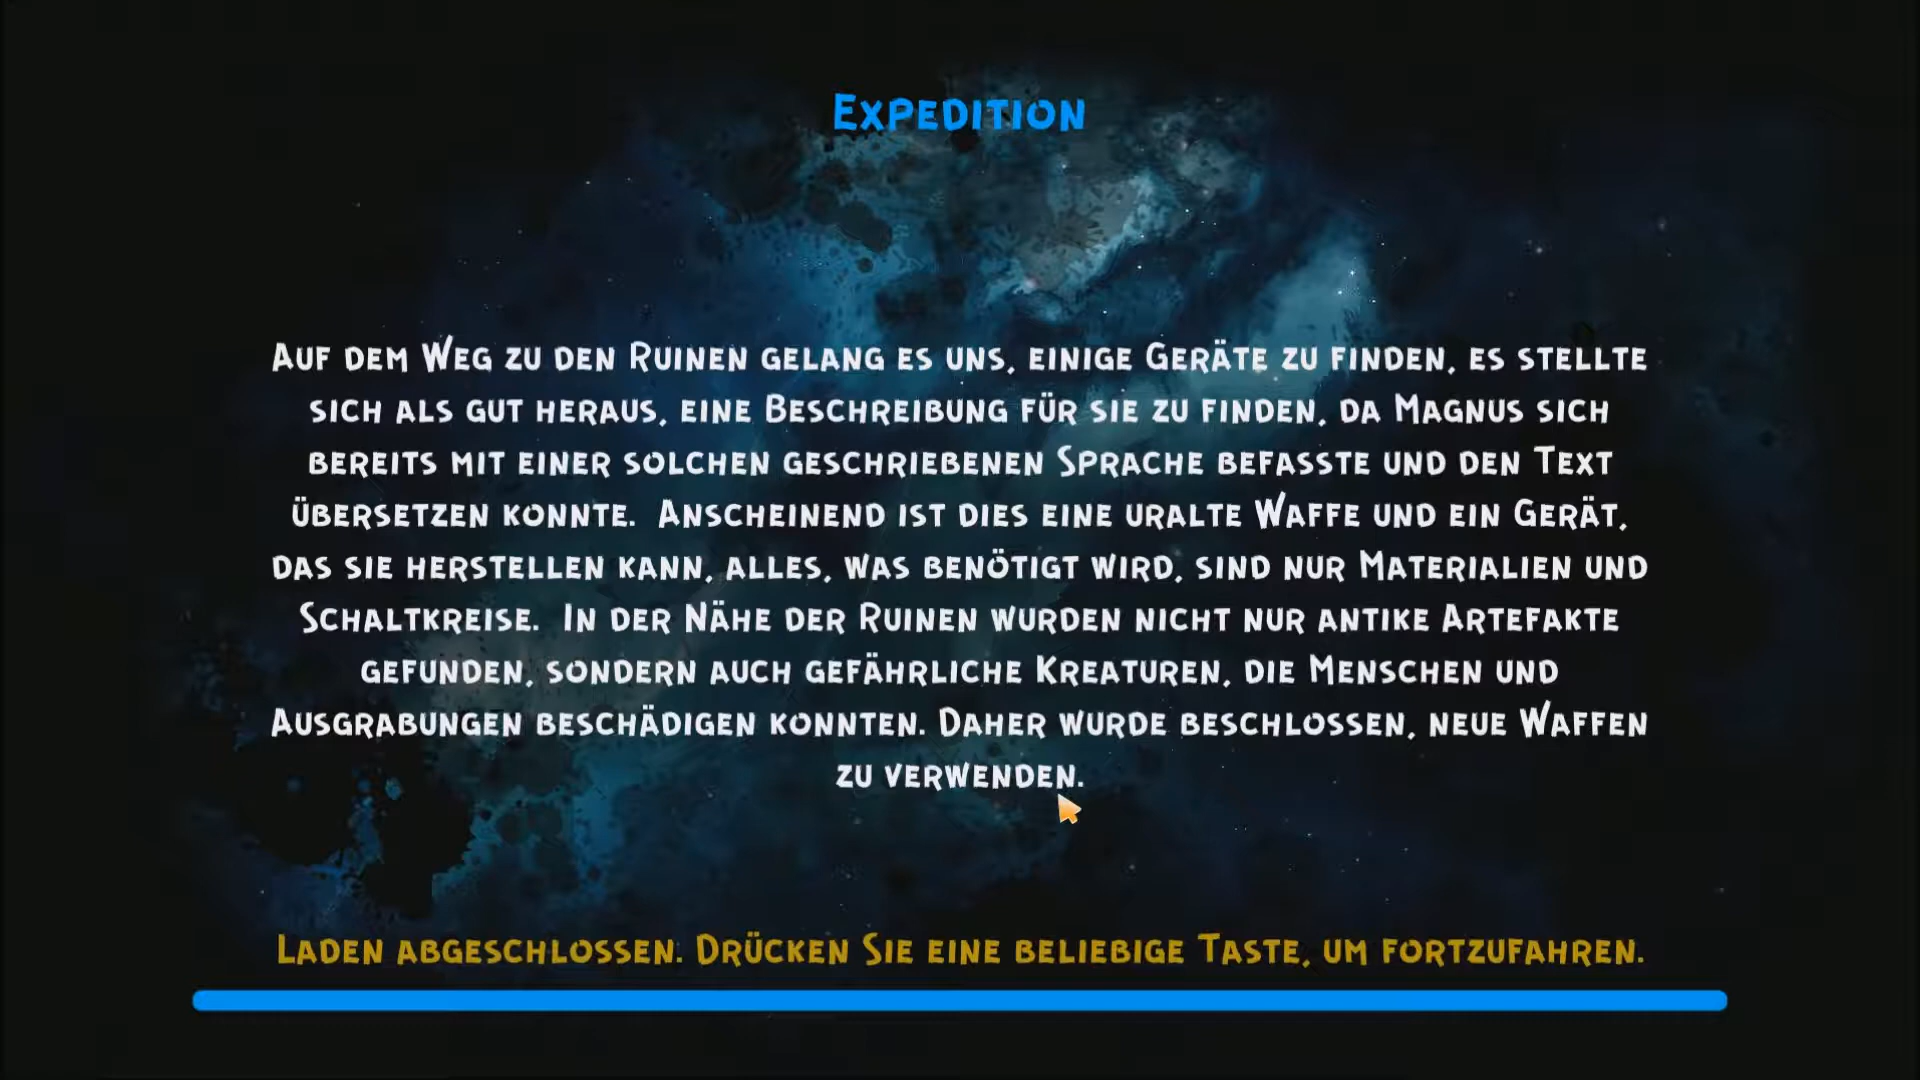 Expedition
Auf dem Weg zu den Ruinen gelang es uns, einige Geräte zu finden, es stellte
sich als gut heraus, eine Beschreibung für sie zu finden, da Magnus sich
bereits mit einer solchen geschriebenen Sprache befasste und den Text
übersetzen konnte.  Anscheinend ist dies eine uralte Waffe und ein Gerät,
das sie herstellen kann, alles, was benötigt wird, sind nur Materialien und
Schaltkreise.  In der Nähe der Ruinen wurden nicht nur antike Artefakte
gefunden, sondern auch gefährliche Kreaturen, die Menschen und
Ausgrabungen beschädigen konnten. Daher wurde beschlossen, neue Waffen
zu verwenden.
Laden abgeschlossen. Drücken Sie eine beliebige Taste, um fortzufahren.